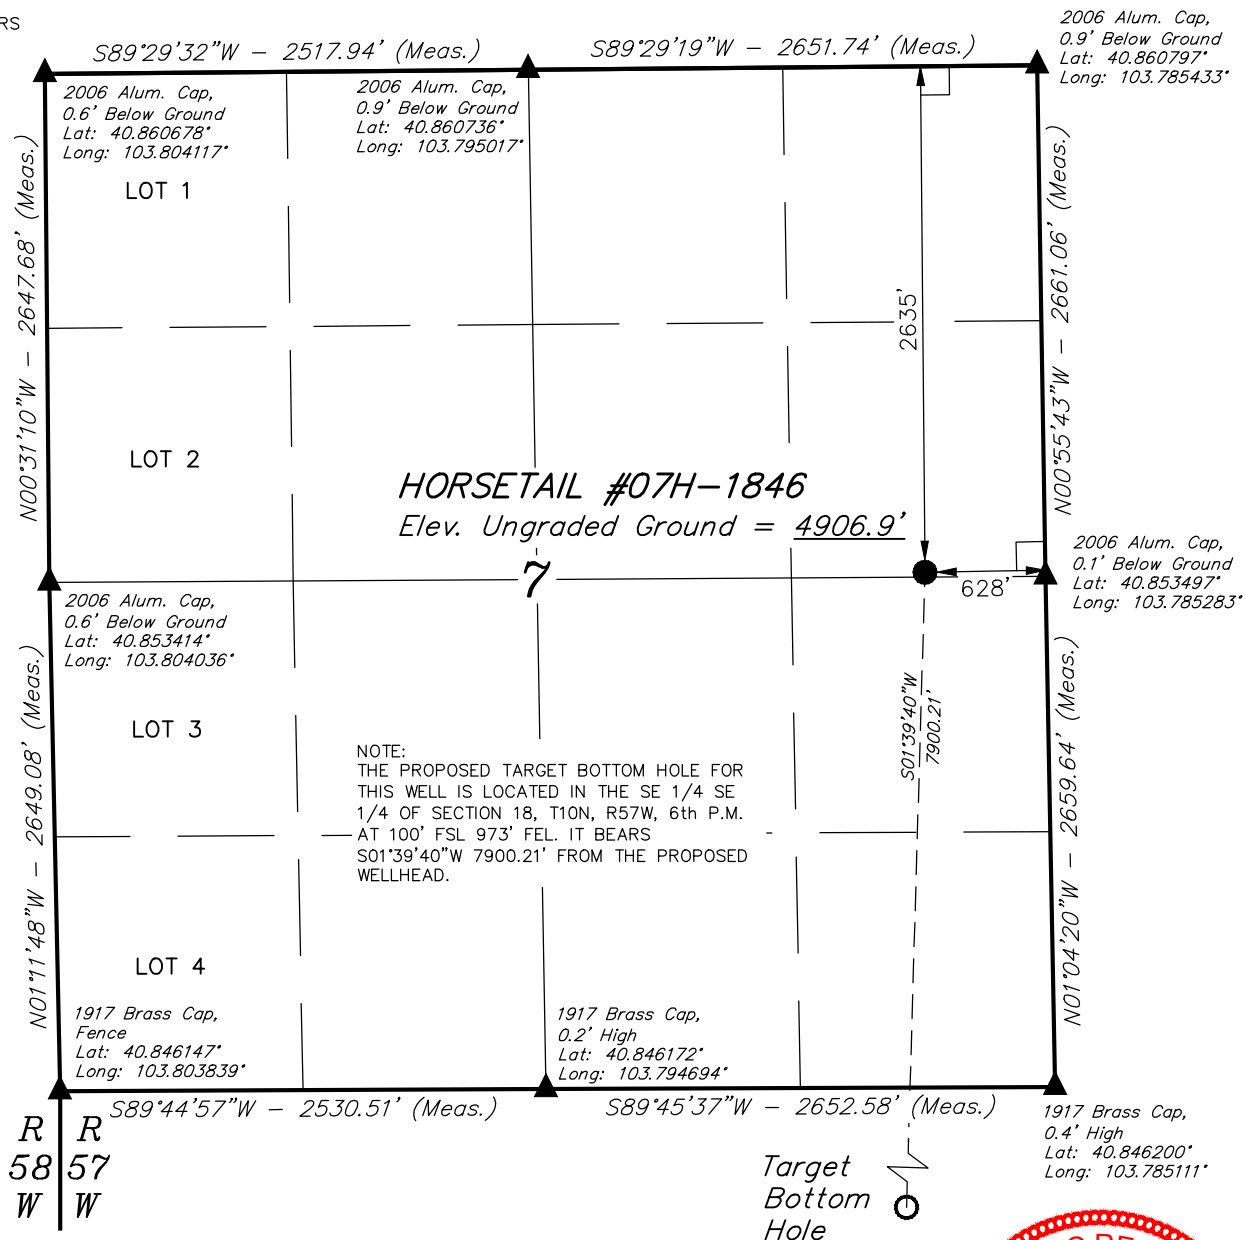 RS
S89°29'32"W - 2517.94' (Meas.)
S89°29'19"W - 2651.74' (Meas.)
2006 Alum. Cap,
0.9' Below Ground
Lat: 40.860797°
Long: 103.785433°
2006 Alum. Cap,
0.6' Below Ground
Lat: 40.860678°
Long: 103.804117°
2006 Alum. Cap,
0.9' Below Ground
Lat: 40.860736°
Long: 103.795017°
LOT 1
N00°31'10"W - 2647.68' (Meas.)
2635'
N00°55'43"W - 2661.06' (Meas.)
LOT 2
HORSETAIL #07H-1846
Elev. Ungraded Ground = 4906.9'
7
628'
2006 Alum. Cap,
0.1' Below Ground
Lat: 40.853497°
Long: 103.785283°
2006 Alum. Cap,
0.6' Below Ground
Lat: 40.853414°
Long: 103.804036°
N01°11'48"W - 2649.08' (Meas.)
LOT 3
S01°39'40"W
7900.21'
N01°04'20"W - 2659.64' (Meas.)
NOTE:
THE PROPOSED TARGET BOTTOM HOLE FOR
THIS WELL IS LOCATED IN THE SE 1/4 SE
1/4 OF SECTION 18, T10N, R57W, 6th P.M.
AT 100' FSL 973' FEL. IT BEARS
S01°39'40"W 7900.21' FROM THE PROPOSED
WELLHEAD.
LOT 4
1917 Brass Cap,
Fence
Lat: 40.846147°
Long: 103.803839°
1917 Brass Cap,
0.2' High
Lat: 40.846172°
Long: 103.794694°
S89°44'57"W - 2530.51' (Meas.)
S89°45'37"W - 2652.58' (Meas.)
1917 Brass Cap,
0.4' High
Lat: 40.846200°
Long: 103.785111°
R R
58 57
W W
Target
Bottom
Hole